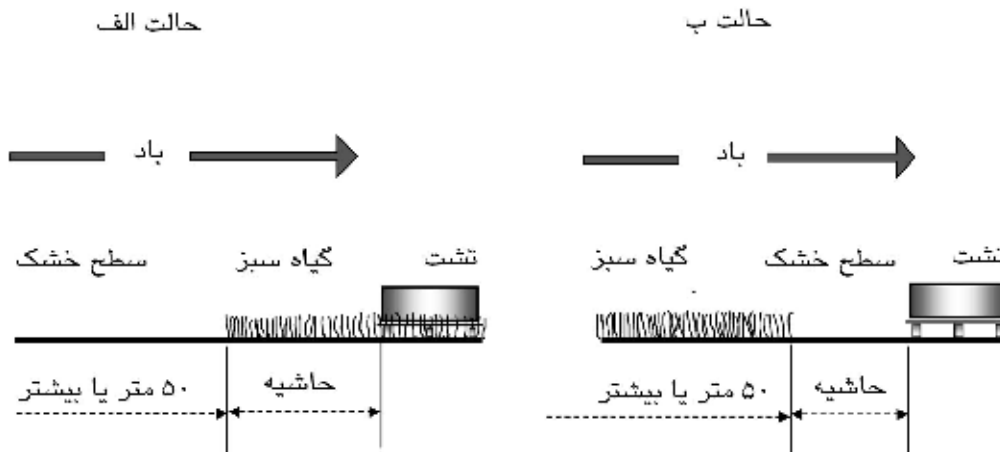 حالت الف
باد
سطح خشک گیاه سبز تشت
۵۰ متر یا بیشتر حاشیه
حالت ب
باد
گیاه سبز سطح خشک تشت
۵۰ متر یا بیشتر حاشیه